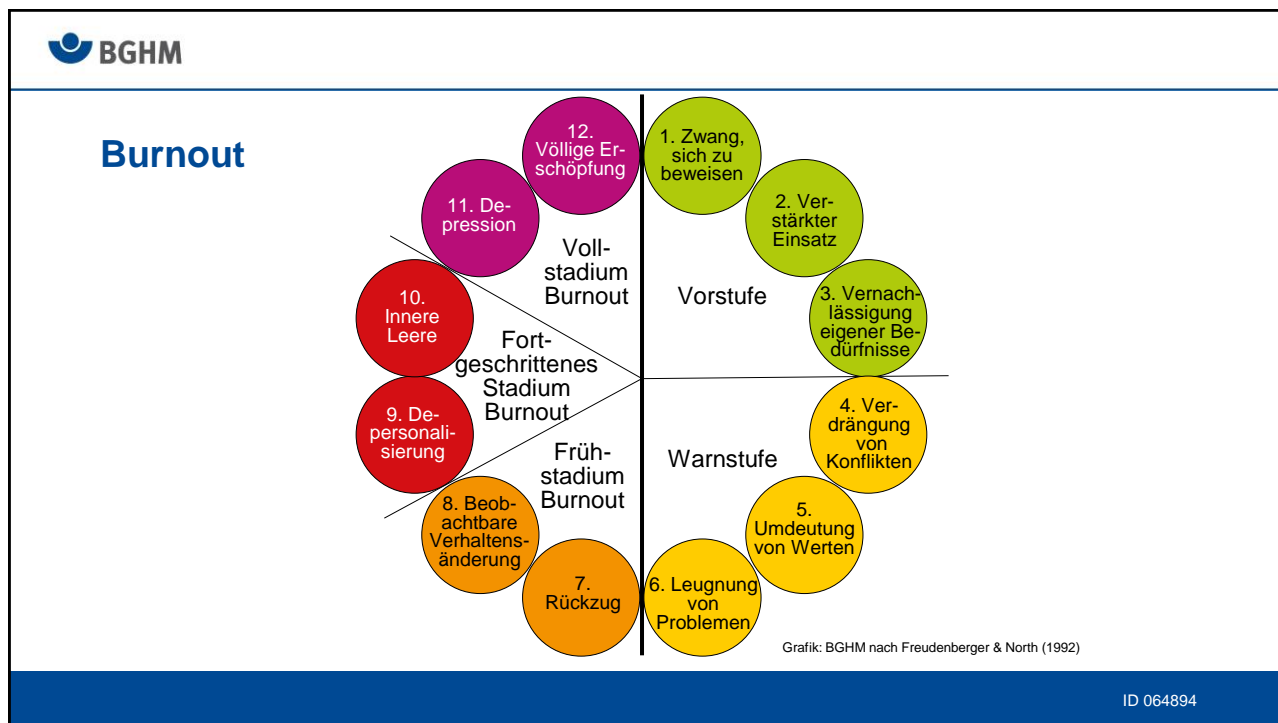 BGHM
Burnout
1. Zwang,
sich zu
beweisen
2. Ver-
stärkter
Einsatz
3. Vernach-
lässigung
eigener Be-
dürfnisse
Vorstufe
4. Ver-
drängung
von
Konflikten
5.
Umdeutung
von Werten
6. Leugnung
von
Problemen
Warnstufe
7.
Rückzug
8. Beob-
achtbare
Verhaltens-
änderung
Früh-
stadium
Burnout
9. De-
personali-
sierung
10.
Innere
Leere
Fort-
geschrittenes
Stadium
Burnout
11. De-
pression
12.
Völlige Er-
schöpfung
Voll-
stadium
Burnout
Grafik: BGHM nach Freudenberger & North (1992)
ID 064894